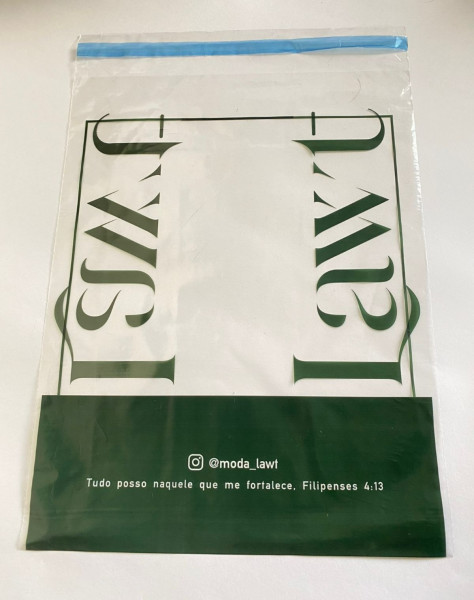 lawt
lawt
@moda_lawt
Tudo posso naquele que me fortalece. Filipenses 4:13